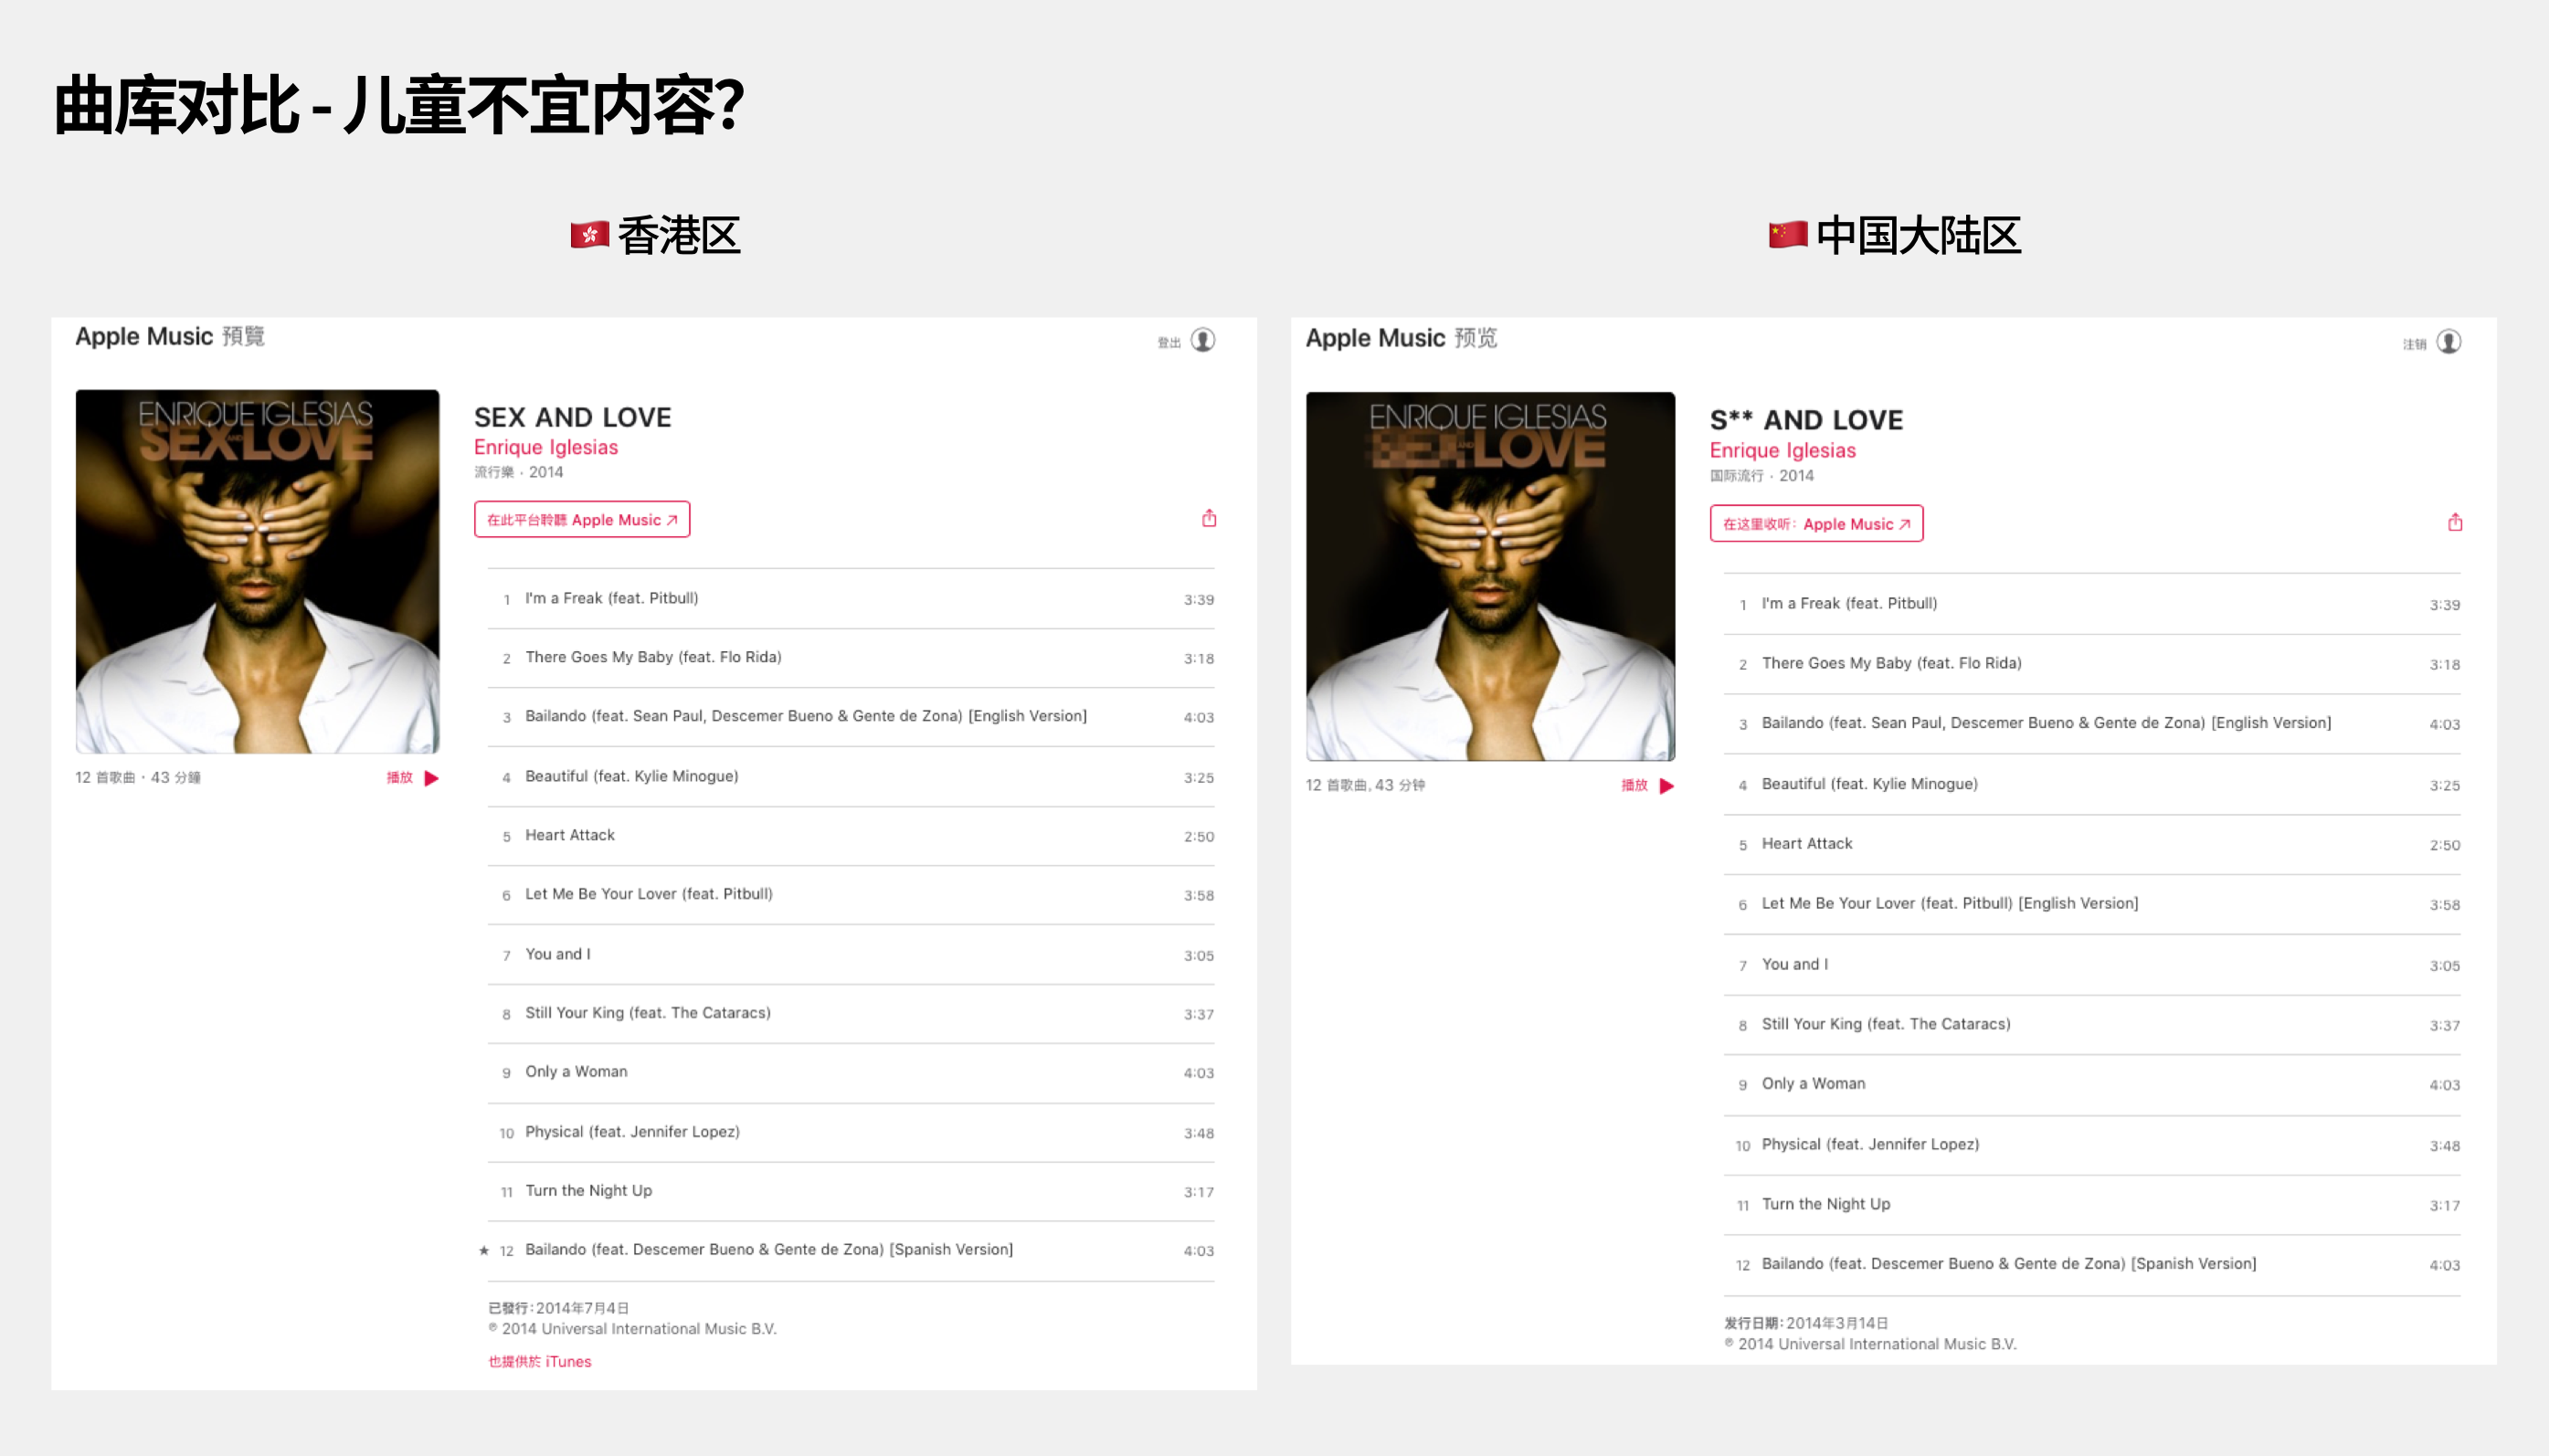 曲库对比 - 儿童不宜内容？
🇭🇰 香港区
Apple Music 預覽
登出
ENRIQUE IGLESIAS
SEX AND LOVE
SEX AND LOVE
Enrique Iglesias
流行樂 · 2014
在此平台聆聽 Apple Music ↗
12 首歌曲 · 43 分鐘
播放 ▶
1 I'm a Freak (feat. Pitbull) 3:39
2 There Goes My Baby (feat. Flo Rida) 3:18
3 Bailando (feat. Sean Paul, Descemer Bueno & Gente de Zona) [English Version] 4:03
4 Beautiful (feat. Kylie Minogue) 3:25
5 Heart Attack 2:50
6 Let Me Be Your Lover (feat. Pitbull) 3:58
7 You and I 3:05
8 Still Your King (feat. The Cataracs) 3:37
9 Only a Woman 4:03
10 Physical (feat. Jennifer Lopez) 3:48
11 Turn the Night Up 3:17
★ 12 Bailando (feat. Descemer Bueno & Gente de Zona) [Spanish Version] 4:03
已發行：2014年7月4日
℗ 2014 Universal International Music B.V.
也提供於 iTunes
🇨🇳 中国大陆区
Apple Music 预览
注销
ENRIQUE IGLESIAS
AND LOVE
S** AND LOVE
Enrique Iglesias
国际流行 · 2014
在这里收听：Apple Music ↗
12 首歌曲, 43 分钟
播放 ▶
1 I'm a Freak (feat. Pitbull) 3:39
2 There Goes My Baby (feat. Flo Rida) 3:18
3 Bailando (feat. Sean Paul, Descemer Bueno & Gente de Zona) [English Version] 4:03
4 Beautiful (feat. Kylie Minogue) 3:25
5 Heart Attack 2:50
6 Let Me Be Your Lover (feat. Pitbull) [English Version] 3:58
7 You and I 3:05
8 Still Your King (feat. The Cataracs) 3:37
9 Only a Woman 4:03
10 Physical (feat. Jennifer Lopez) 3:48
11 Turn the Night Up 3:17
12 Bailando (feat. Descemer Bueno & Gente de Zona) [Spanish Version] 4:03
发行日期：2014年3月14日
℗ 2014 Universal International Music B.V.